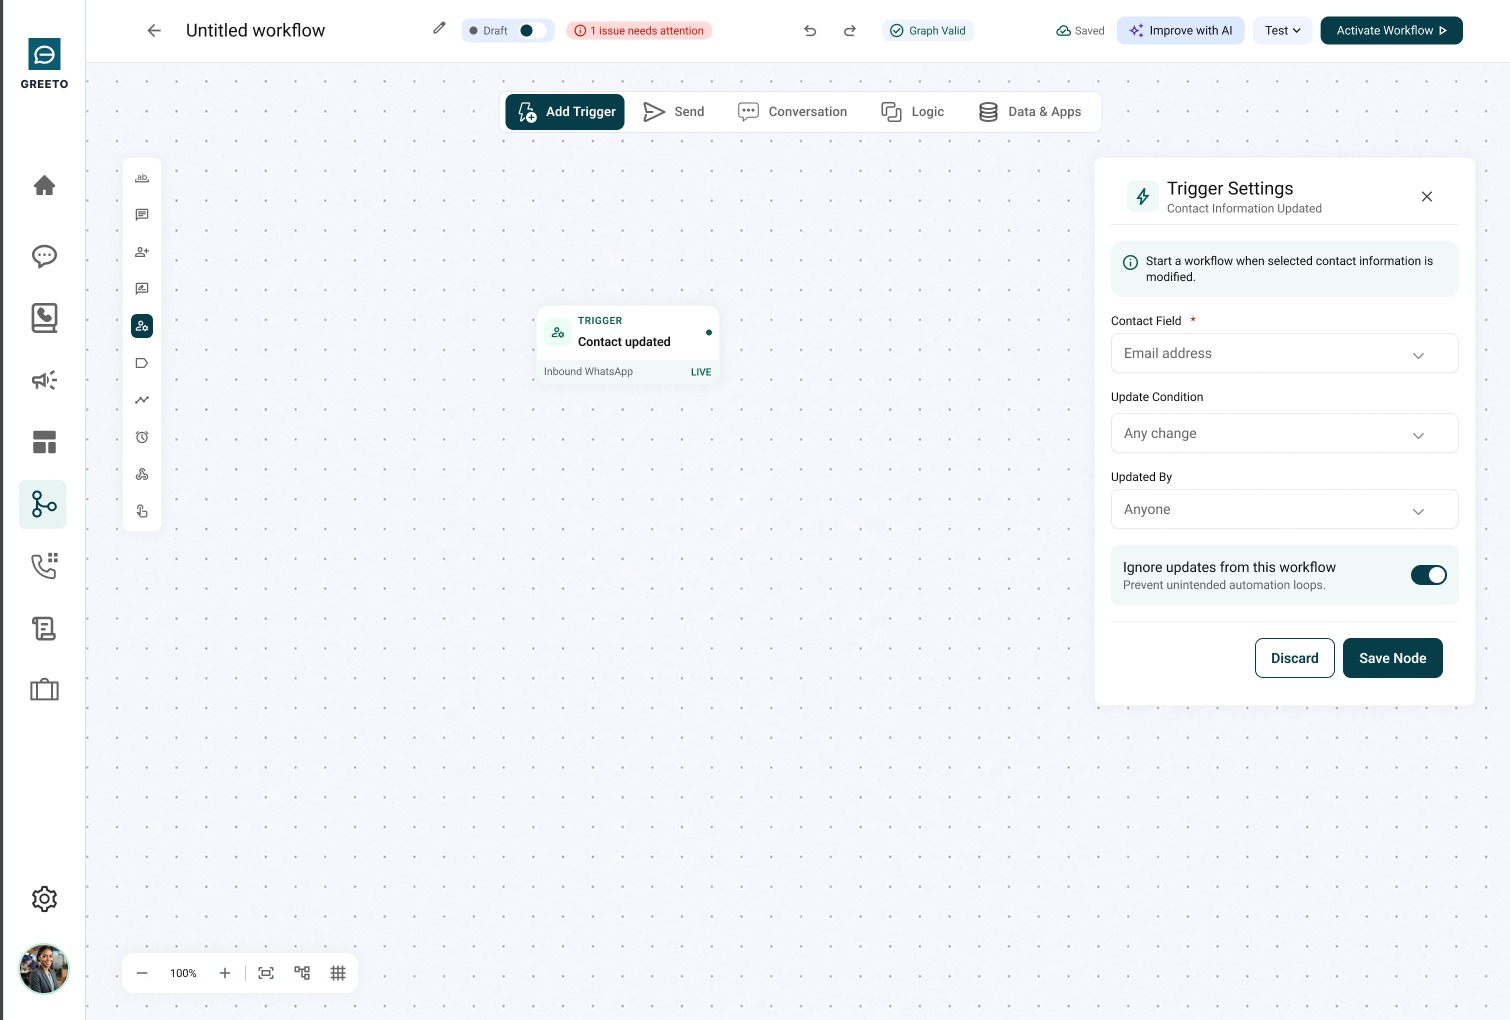 Untitled workflow
Draft
1 issue needs attention
Graph Valid
Saved
Improve with AI
Test
Activate Workflow
GREETO
Add Trigger
Send
Conversation
Logic
Data & Apps
ab
Trigger Settings
Contact Information Updated
Start a workflow when selected contact information is
modified.
Contact Field *
Email address
Update Condition
Any change
Updated By
Anyone
Ignore updates from this workflow
Prevent unintended automation loops.
Discard
Save Node
TRIGGER
Contact updated
Inbound WhatsApp
LIVE
100%